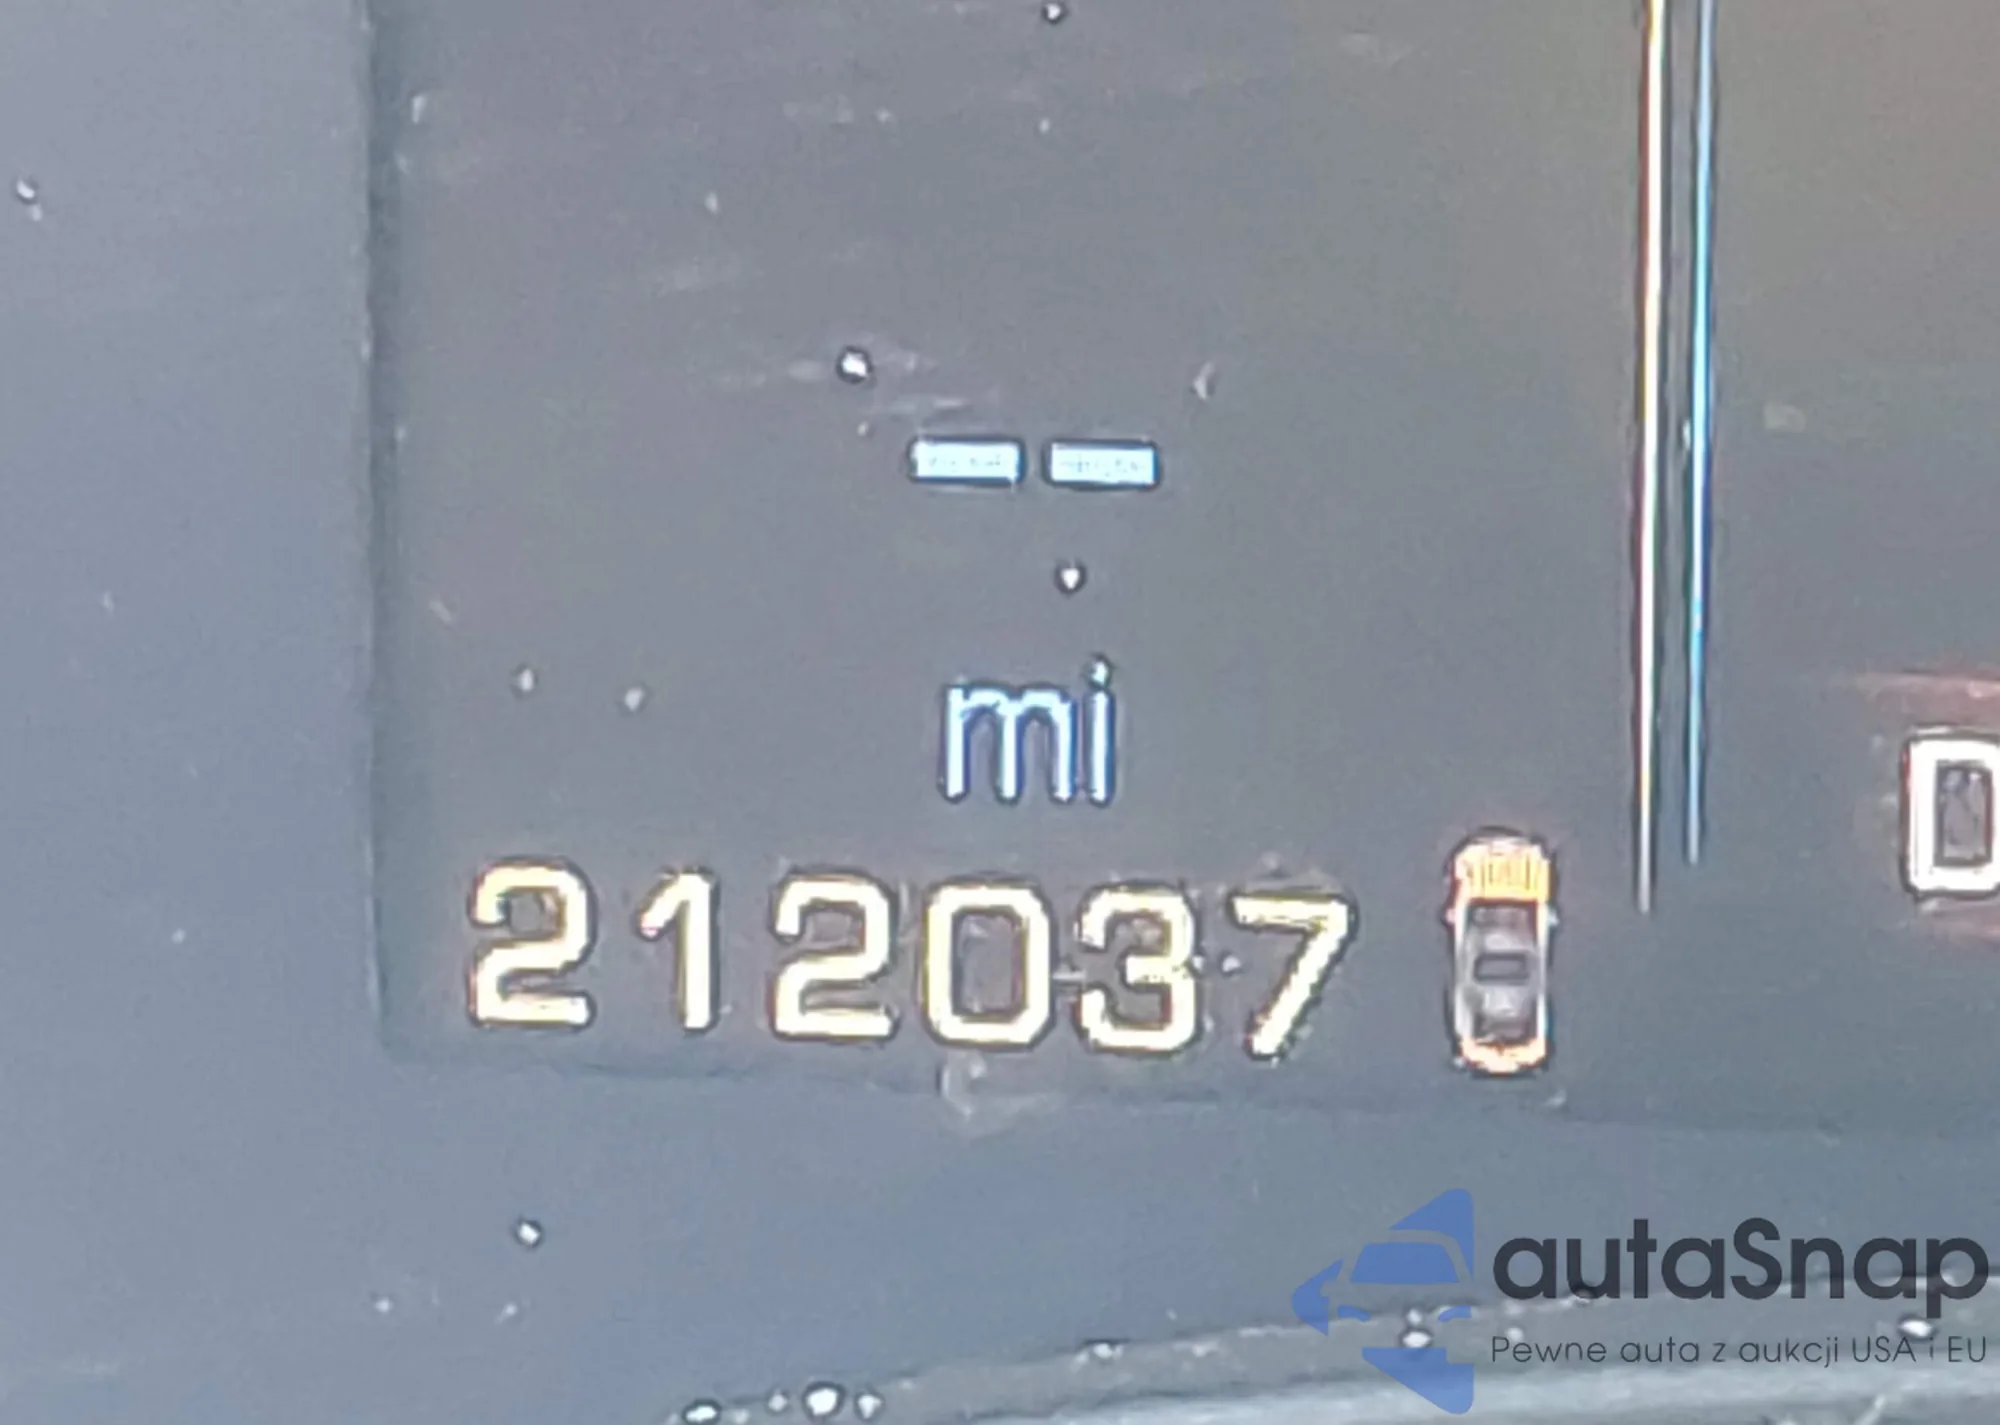 -- 
mi
212037
D
autaSnap
Pewne auta z aukcji USA i EU